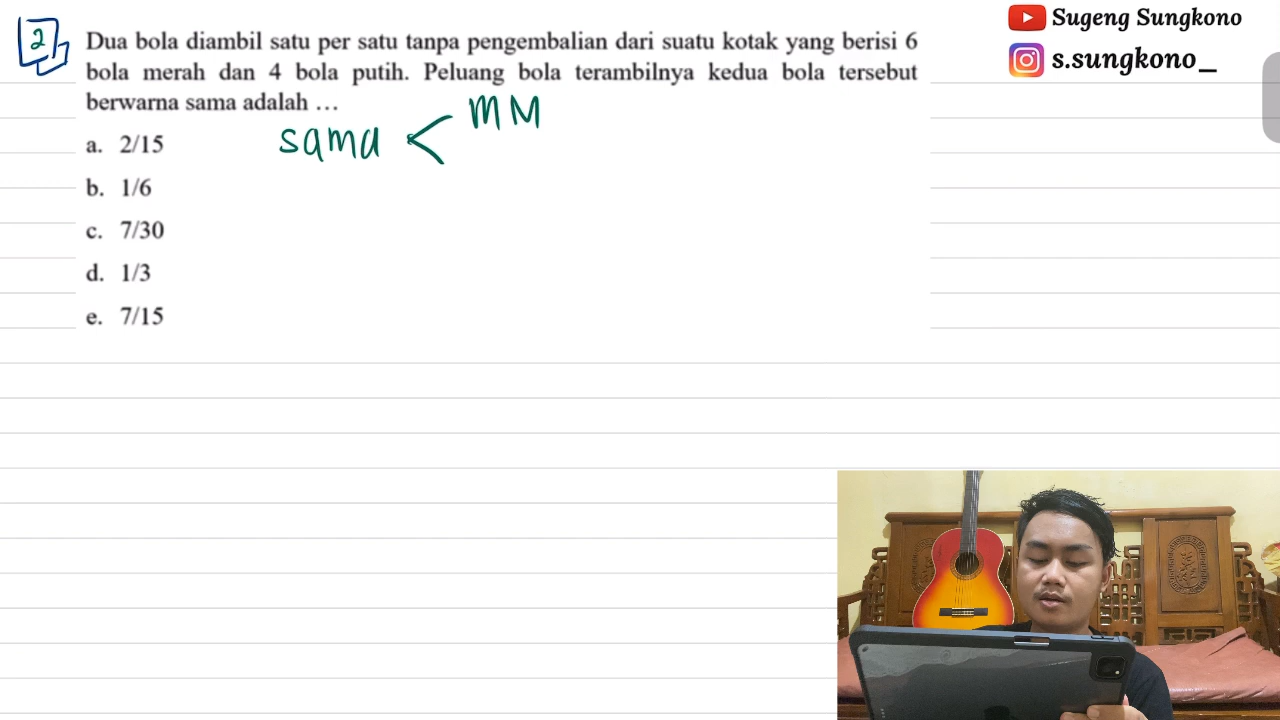 Sugeng Sungkono
s.sungkono_
2
Dua bola diambil satu per satu tanpa pengembalian dari suatu kotak yang berisi 6
bola merah dan 4 bola putih. Peluang bola terambilnya kedua bola tersebut
berwarna sama adalah …
sama < MM
a. 2/15
b. 1/6
c. 7/30
d. 1/3
e. 7/15